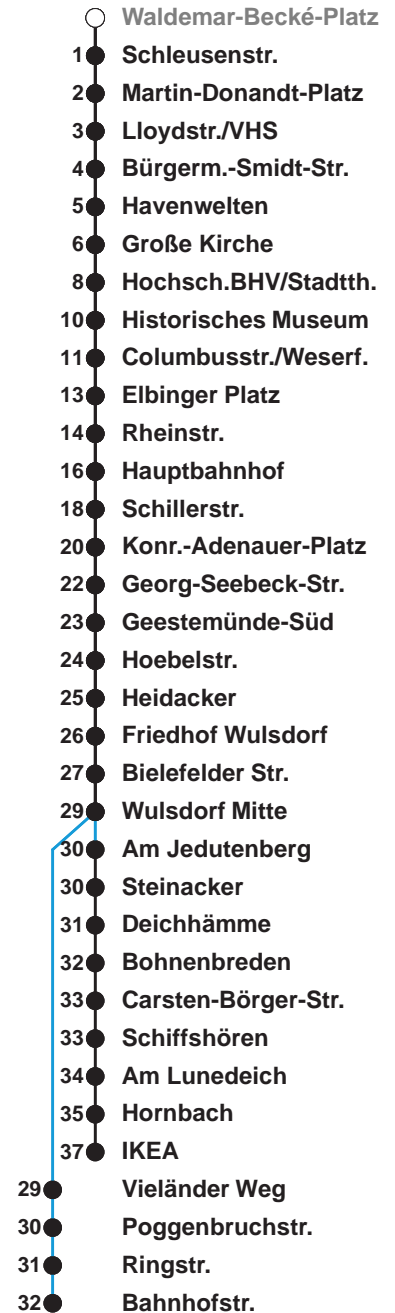 Waldemar-Becké-Platz
1 Schleusenstr.
2 Martin-Donandt-Platz
3 Lloydstr./VHS
4 Bürgerm.-Smidt-Str.
5 Havenwelten
6 Große Kirche
8 Hochsch.BHV/Stadtth.
10 Historisches Museum
11 Columbusstr./Weserf.
13 Elbinger Platz
14 Rheinstr.
16 Hauptbahnhof
18 Schillerstr.
20 Konr.-Adenauer-Platz
22 Georg-Seebeck-Str.
23 Geestemünde-Süd
24 Hoebelstr.
25 Heidacker
26 Friedhof Wulsdorf
27 Bielefelder Str.
29 Wulsdorf Mitte
30 Am Jedutenberg
30 Steinacker
31 Deichhämme
32 Bohnenbreden
33 Carsten-Börger-Str.
33 Schiffshören
34 Am Lunedeich
35 Hornbach
37 IKEA
29 Vieländer Weg
30 Poggenbruchstr.
31 Ringstr.
32 Bahnhofstr.